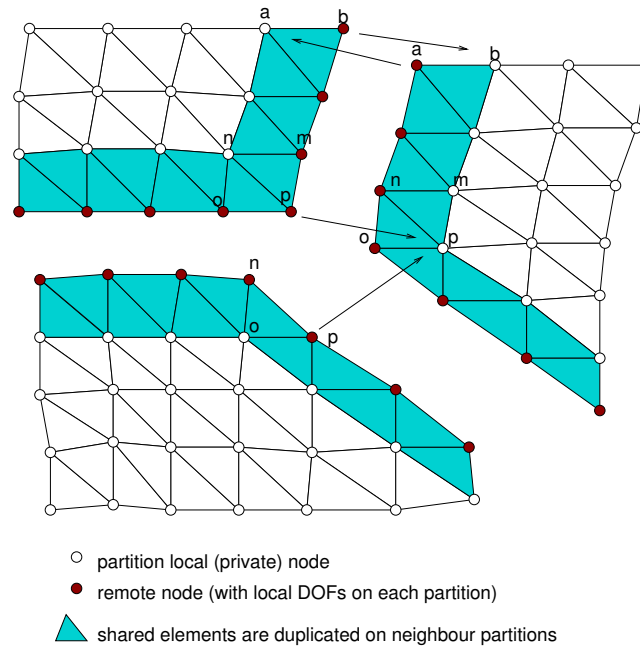 a
b
a
b
n
m
n
m
o
p
o
p
n
o
p
partition local (private) node
remote node (with local DOFs on each partition)
shared elements are duplicated on neighbour partitions